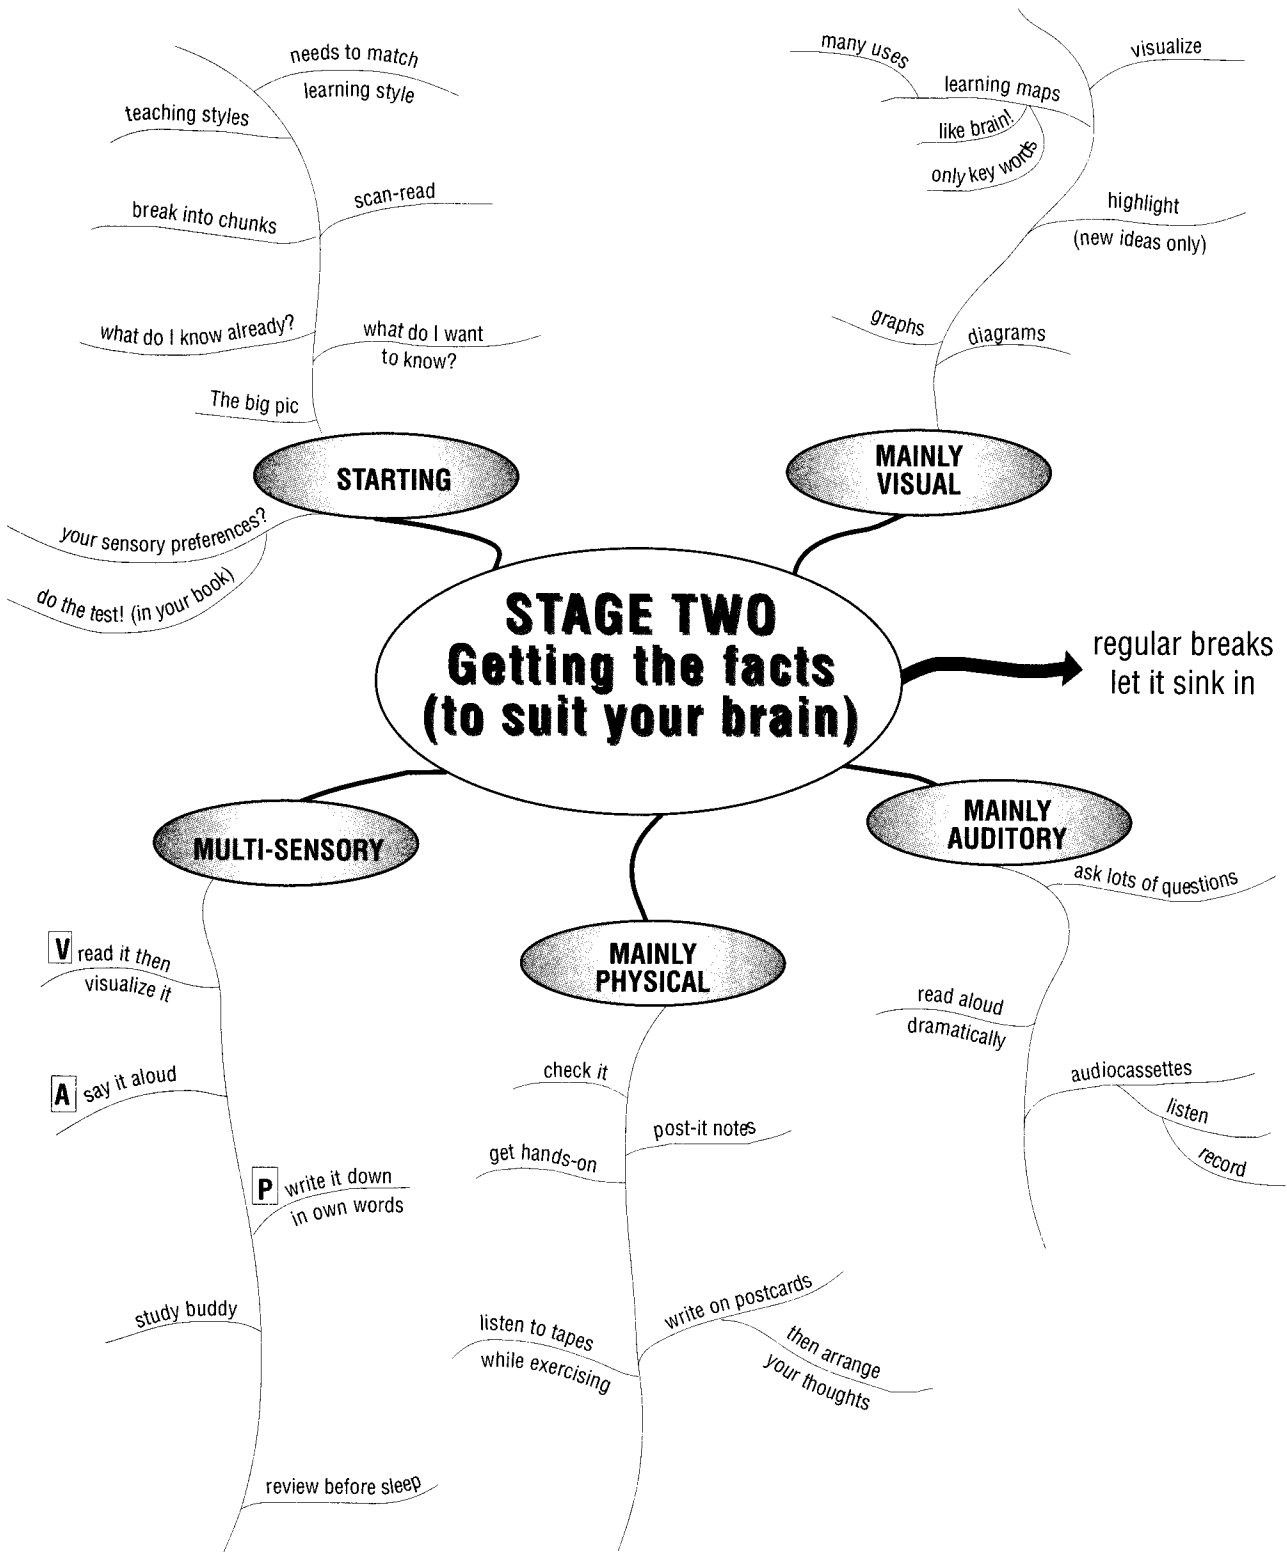 needs to match
learning style
teaching styles
scan-read
break into chunks
what do I know already?
what do I want
to know?
The big pic
STARTING
your sensory preferences?
do the test! (in your book)
many uses
visualize
learning maps
like brain!
only key words
highlight
(new ideas only)
graphs
diagrams
MAINLY
VISUAL
STAGE TWO
Getting the facts
(to suit your brain)
regular breaks
let it sink in
MULTI-SENSORY
V read it then
visualize it
A say it aloud
P write it down
in own words
study buddy
review before sleep
MAINLY
PHYSICAL
check it
post-it notes
get hands-on
write on postcards
then arrange
your thoughts
listen to tapes
while exercising
MAINLY
AUDITORY
ask lots of questions
read aloud
dramatically
audiocassettes
listen
record